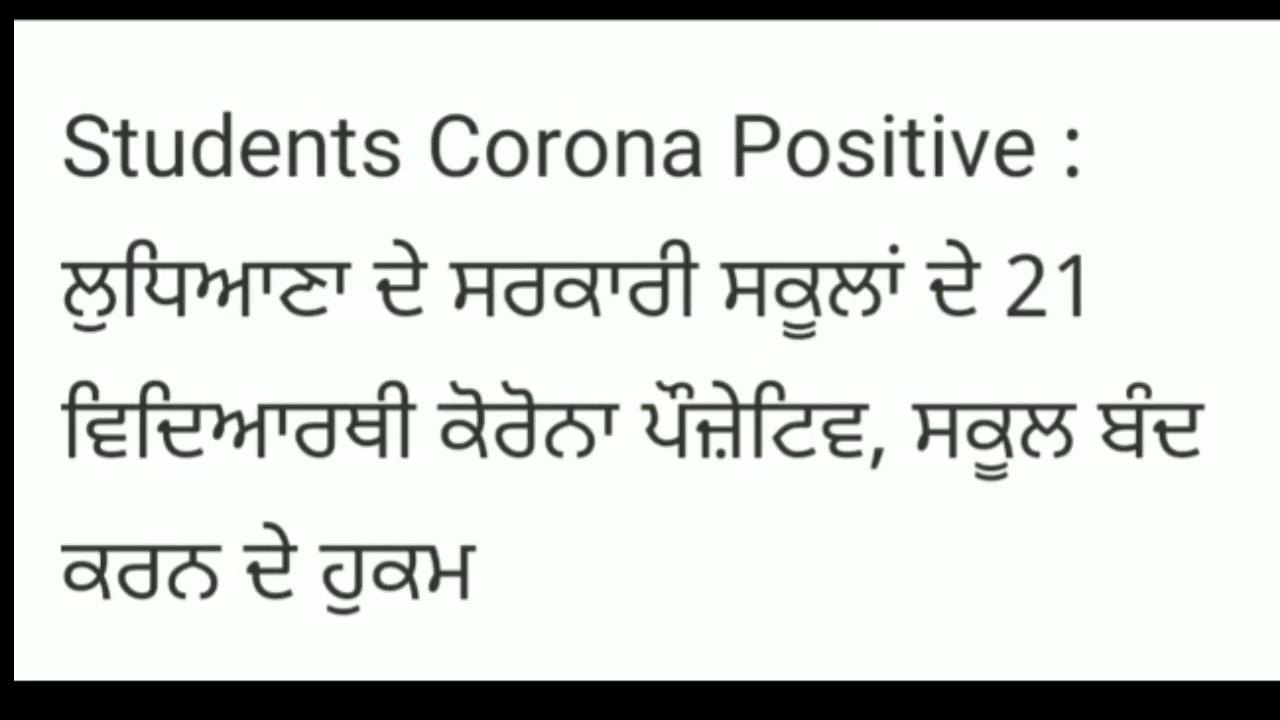 Students Corona Positive :
ਲੁਧਿਆਣਾ ਦੇ ਸਰਕਾਰੀ ਸਕੂਲਾਂ ਦੇ 21
ਵਿਦਿਆਰਥੀ ਕੋਰੋਨਾ ਪੌਜ਼ੇਟਿਵ, ਸਕੂਲ ਬੰਦ
ਕਰਨ ਦੇ ਹੁਕਮ